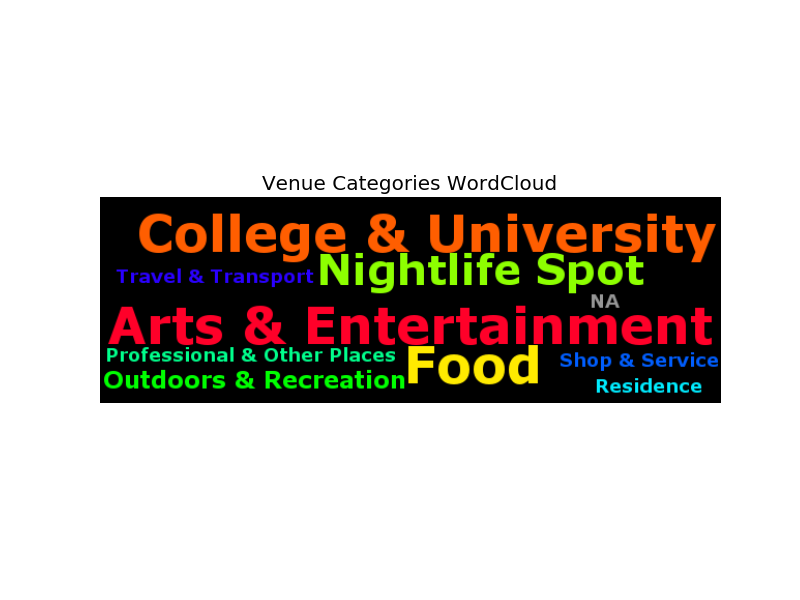 Venue Categories WordCloud
College & University
Nightlife Spot
Travel & Transport
NA
Arts & Entertainment
Professional & Other Places
Food
Shop & Service
Outdoors & Recreation
Residence